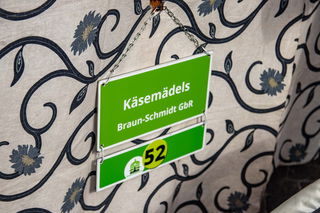 Käsemädels
Braun-Schmidt GbR
52